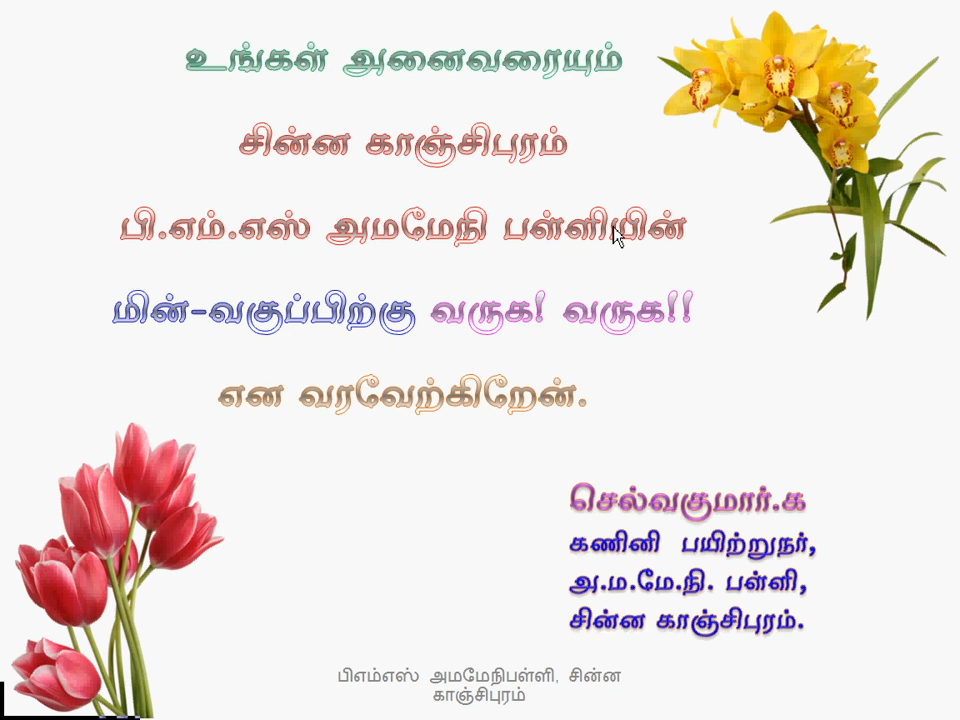 உங்கள் அனைவரையும்
சின்ன காஞ்சிபுரம்
பி.எம்.எஸ் அமமேநி பள்ளியின்
மின்-வகுப்பிற்கு வருக! வருக!!
என வரவேற்கிறேன்.
செல்வகுமார்.க
கணினி பயிற்றுநர்,
அ.ம.மே.நி. பள்ளி,
சின்ன காஞ்சிபுரம்.
பிஎம்எஸ் அமமேநிபள்ளி, சின்ன
காஞ்சிபுரம்